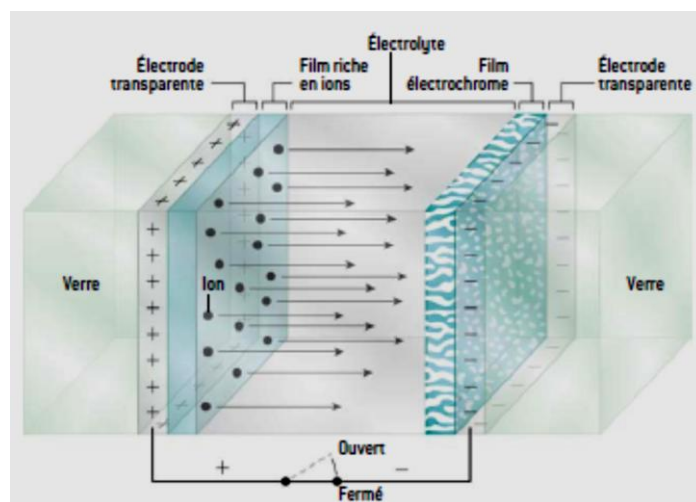 Électrolyte
Électrode
transparente
Film riche
en ions
Film
électrochrome
Électrode
transparente
Verre
Ion
Verre
Ouvert
+
−
Fermé